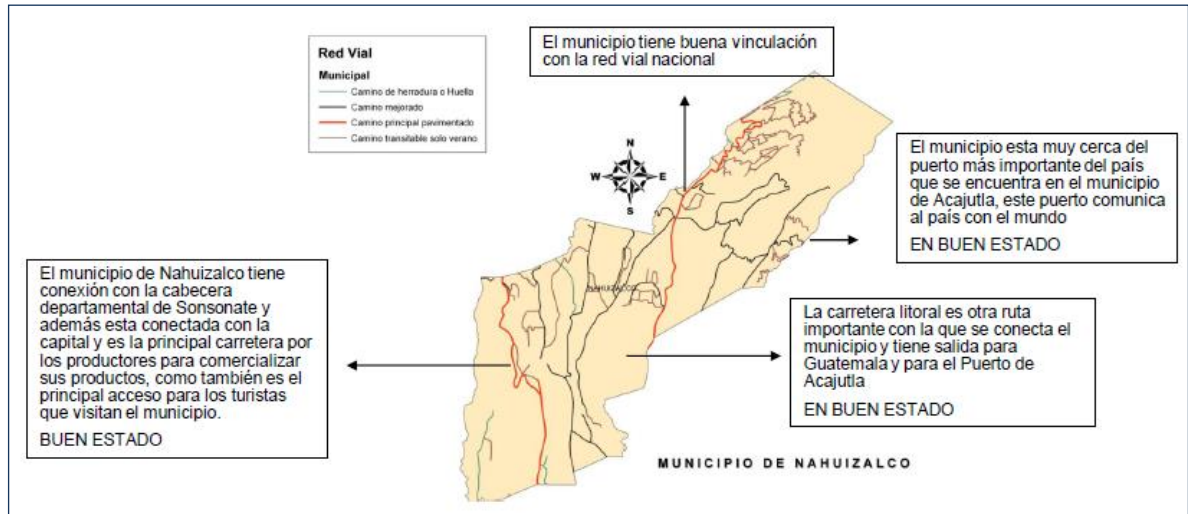 El municipio tiene buena vinculación
con la red vial nacional
Red Vial
Municipal
Camino de herradura o Huella
Camino mejorado
Camino principal pavimentado
Camino transitable solo verano
N
W
E
S
El municipio esta muy cerca del
puerto más importante del país
que se encuentra en el municipio
de Acajutla, este puerto comunica
al país con el mundo
EN BUEN ESTADO
El municipio de Nahuizalco tiene
conexión con la cabecera
departamental de Sonsonate y
además esta conectada con la
capital y es la principal carretera por
los productores para comercializar
sus productos, como también es el
principal acceso para los turistas
que visitan el municipio.
BUEN ESTADO
NAHUIZALCO
La carretera litoral es otra ruta
importante con la que se conecta el
municipio y tiene salida para
Guatemala y para el Puerto de
Acajutla
EN BUEN ESTADO
MUNICIPIO DE NAHUIZALCO